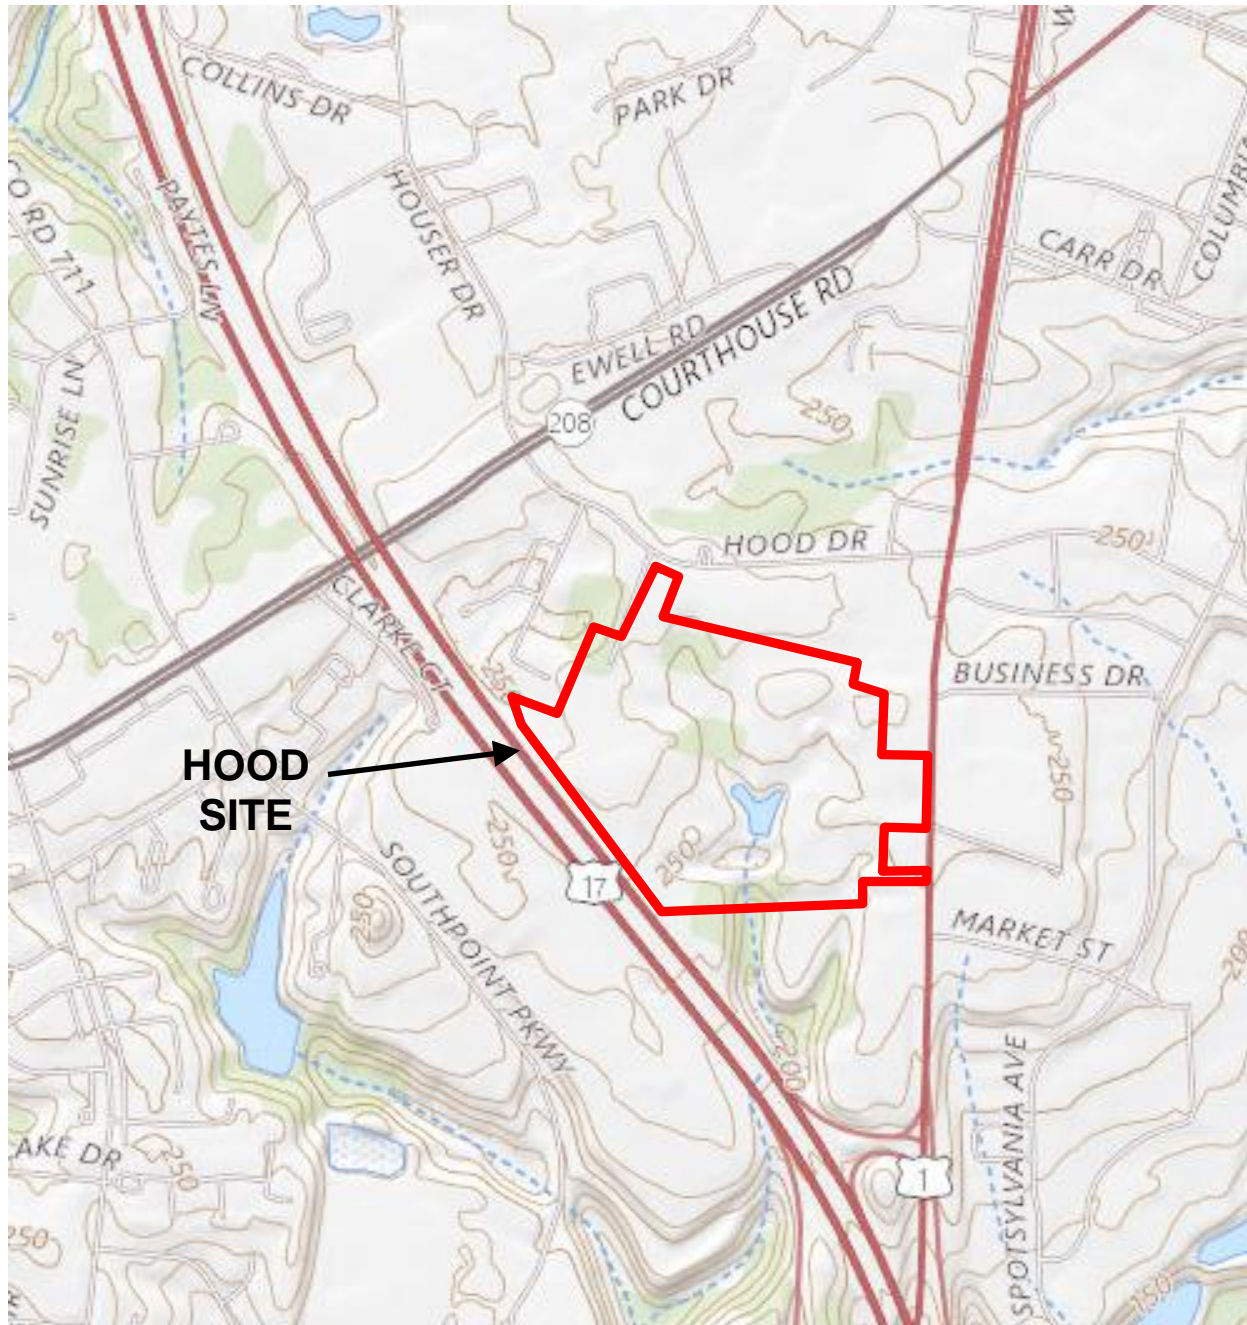 COLLINS DR
PARK DR
CO RD 711
PAYTES LN
HOUSER DR
CARR DR
COLUMBIA
EWELL RD
COURTHOUSE RD
208
250
SUNRISE LN
HOOD DR
250
CLARKE CT
250
BUSINESS DR
HOOD
SITE
250
250
250
17
250
SOUTHPOINT PKWY
MARKET ST
200
200
SPOTSYLVANIA AVE
AKE DR
250
1
250
150